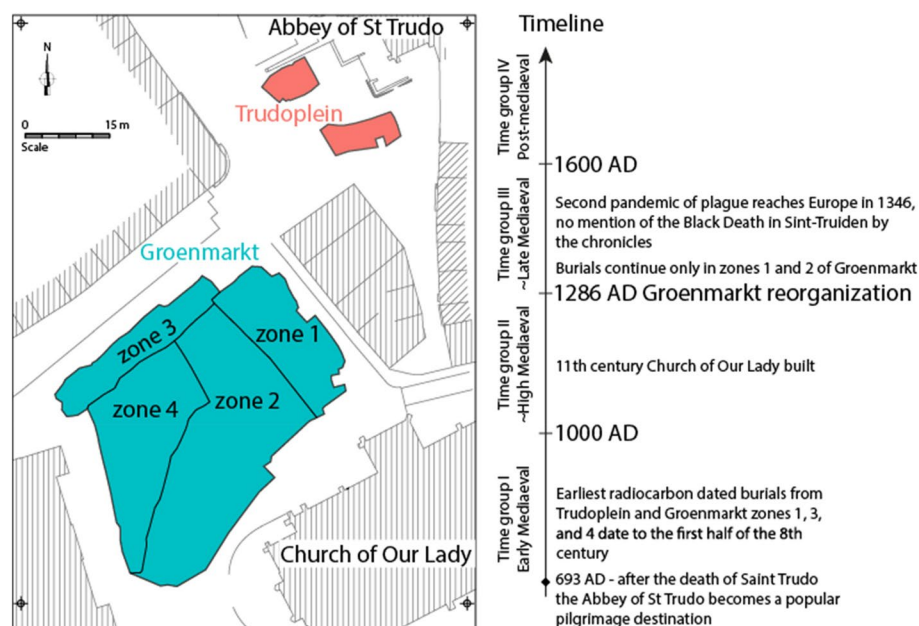 Abbey of St Trudo
N
Trudoplein
0 15 m
Scale
Groenmarkt
zone 3
zone 1
zone 4
zone 2
Church of Our Lady
Timeline
Time group IV
Post-mediaeval
1600 AD
Time group III
~Late Mediaeval
Second pandemic of plague reaches Europe in 1346,
no mention of the Black Death in Sint-Truiden by
the chronicles
Burials continue only in zones 1 and 2 of Groenmarkt
1286 AD Groenmarkt reorganization
Time group II
~High Mediaeval
11th century Church of Our Lady built
1000 AD
Time group I
Early Mediaeval
Earliest radiocarbon dated burials from
Trudoplein and Groenmarkt zones 1, 3,
and 4 date to the first half of the 8th
century
693 AD - after the death of Saint Trudo
the Abbey of St Trudo becomes a popular
pilgrimage destination